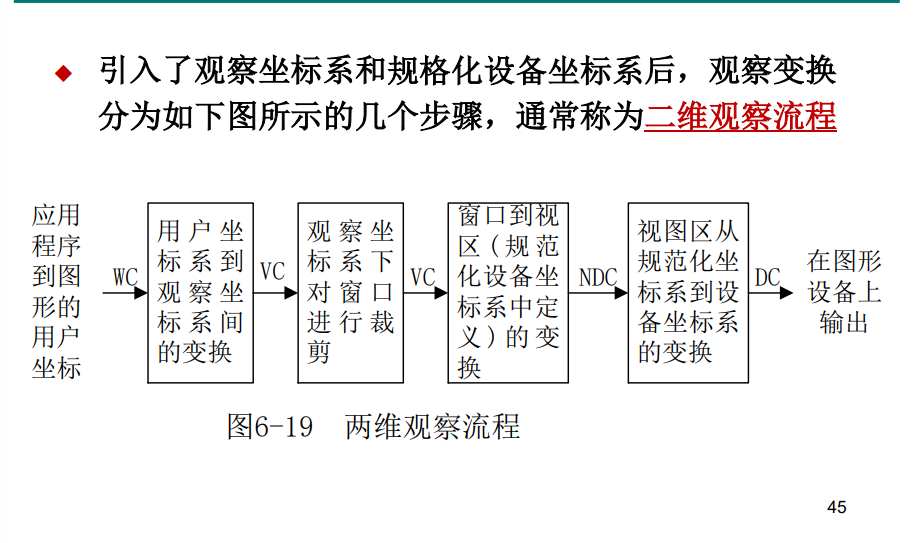 引入了观察坐标系和规格化设备坐标系后，观察变换
分为如下图所示的几个步骤，通常称为二维观察流程
应用
程序
到图
形的
用户
坐标
WC
用户坐
标系到
观察坐
标系间
的变换
VC
观察坐
标系下
对窗口
进行裁
剪
VC
窗口到视
区(规范
化设备坐
标系中定
义)的变
换
NDC
视图区从
规范化坐
标系到设
备坐标系
的变换
DC
在图形
设备上
输出
图6-19 两维观察流程
45